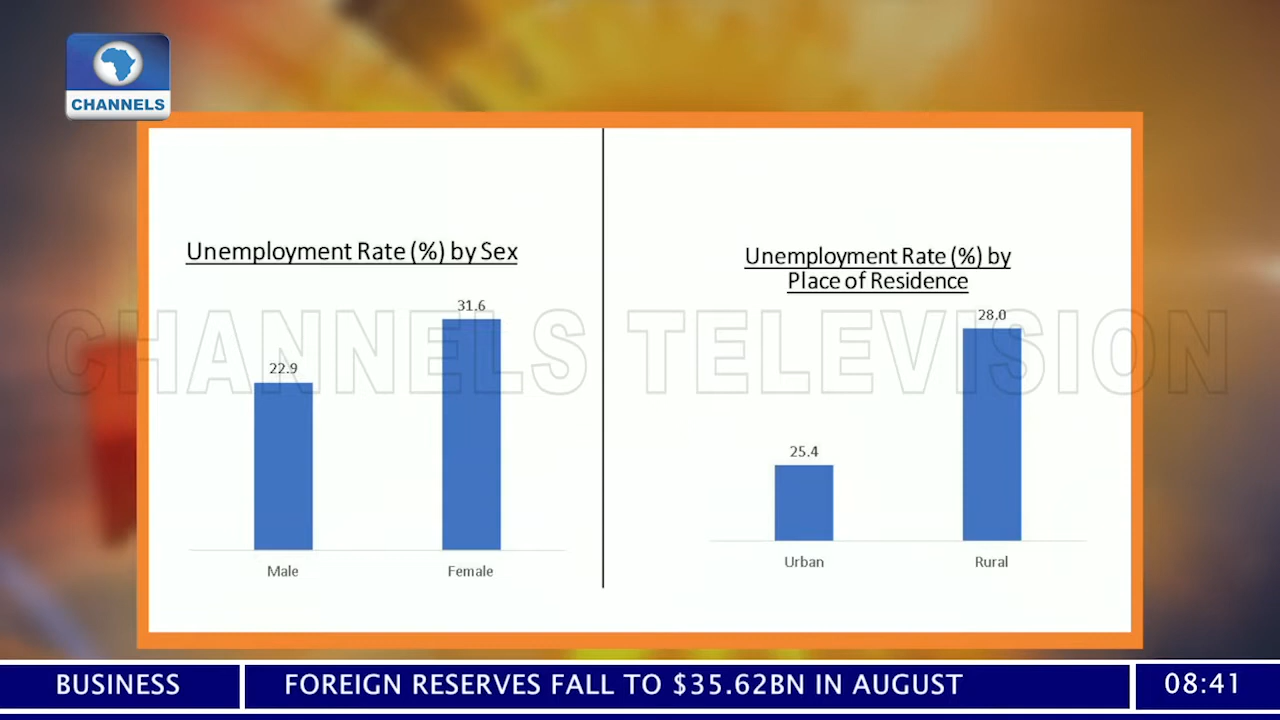 CHANNELS
Unemployment Rate (%) by Sex
31.6
22.9
Male
Female
Unemployment Rate (%) by
Place of Residence
28.0
25.4
Urban
Rural
CHANNELS TELEVISION
BUSINESS
FOREIGN RESERVES FALL TO $35.62BN IN AUGUST
08:41